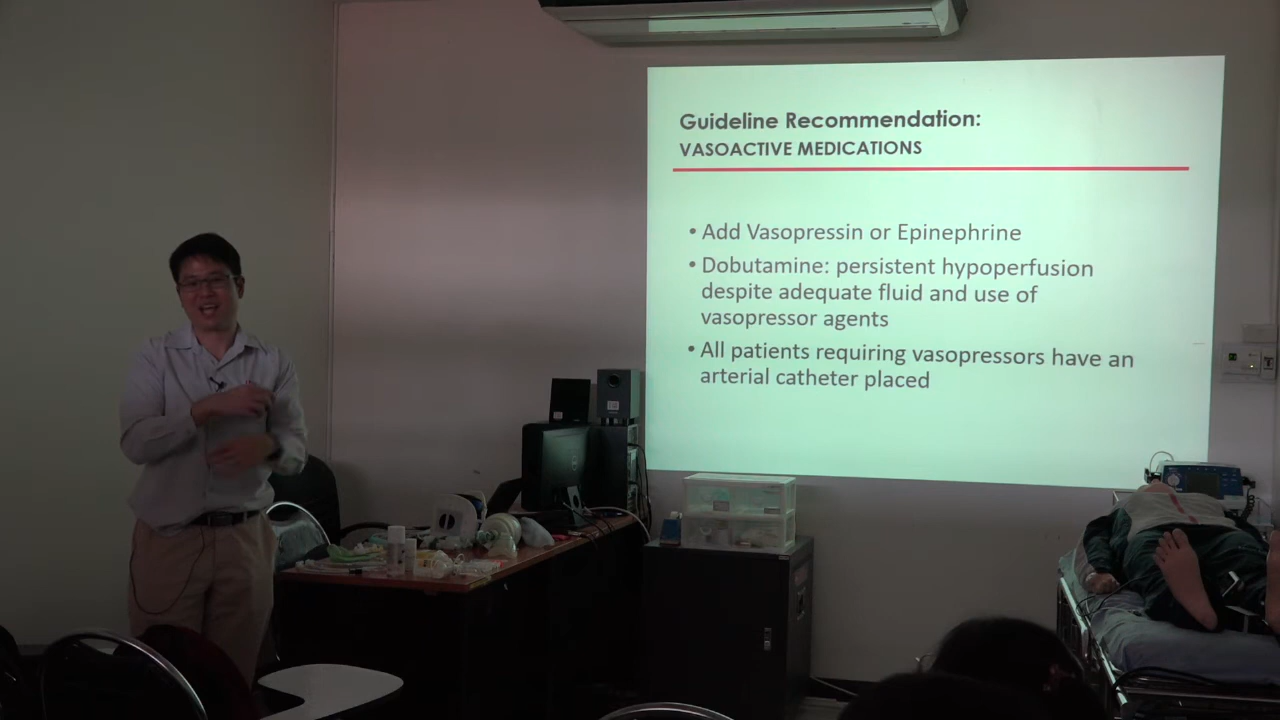 Guideline Recommendation:
VASOACTIVE MEDICATIONS
• Add Vasopressin or Epinephrine
• Dobutamine: persistent hypoperfusion
despite adequate fluid and use of
vasopressor agents
• All patients requiring vasopressors have an
arterial catheter placed